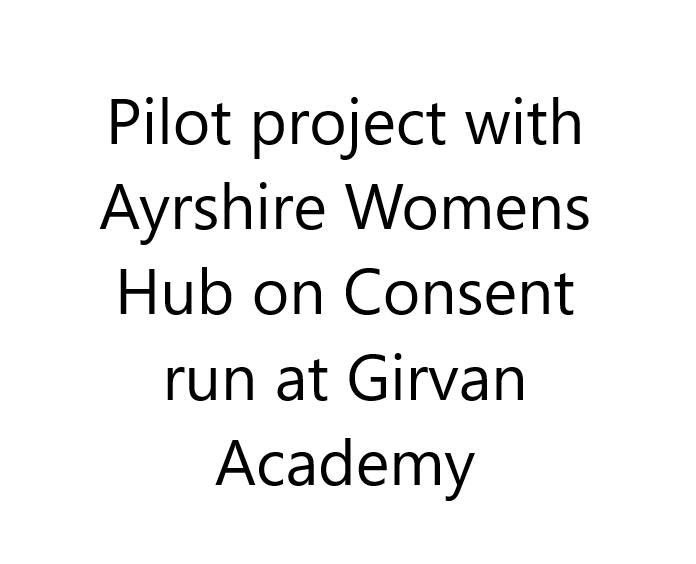 Pilot project with
Ayrshire Womens
Hub on Consent
run at Girvan
Academy